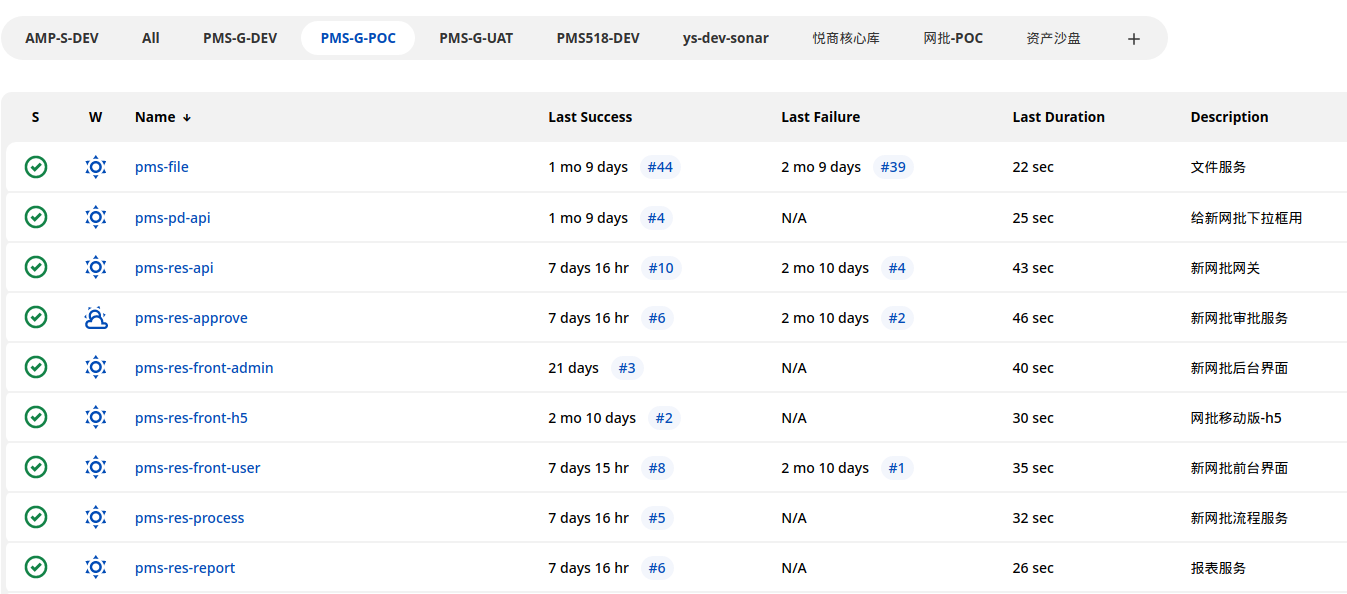 AMP-S-DEV All PMS-G-DEV PMS-G-POC PMS-G-UAT PMS518-DEV ys-dev-sonar 悦商核心库 网批-POC 资产沙盘 +
S W Name ↓ Last Success Last Failure Last Duration Description
pms-file 1 mo 9 days #44 2 mo 9 days #39 22 sec 文件服务
pms-pd-api 1 mo 9 days #4 N/A 25 sec 给新网批下拉框用
pms-res-api 7 days 16 hr #10 2 mo 10 days #4 43 sec 新网批网关
pms-res-approve 7 days 16 hr #6 2 mo 10 days #2 46 sec 新网批审批服务
pms-res-front-admin 21 days #3 N/A 40 sec 新网批后台界面
pms-res-front-h5 2 mo 10 days #2 N/A 30 sec 网批移动版-h5
pms-res-front-user 7 days 15 hr #8 2 mo 10 days #1 35 sec 新网批前台界面
pms-res-process 7 days 16 hr #5 N/A 32 sec 新网批流程服务
pms-res-report 7 days 16 hr #6 N/A 26 sec 报表服务